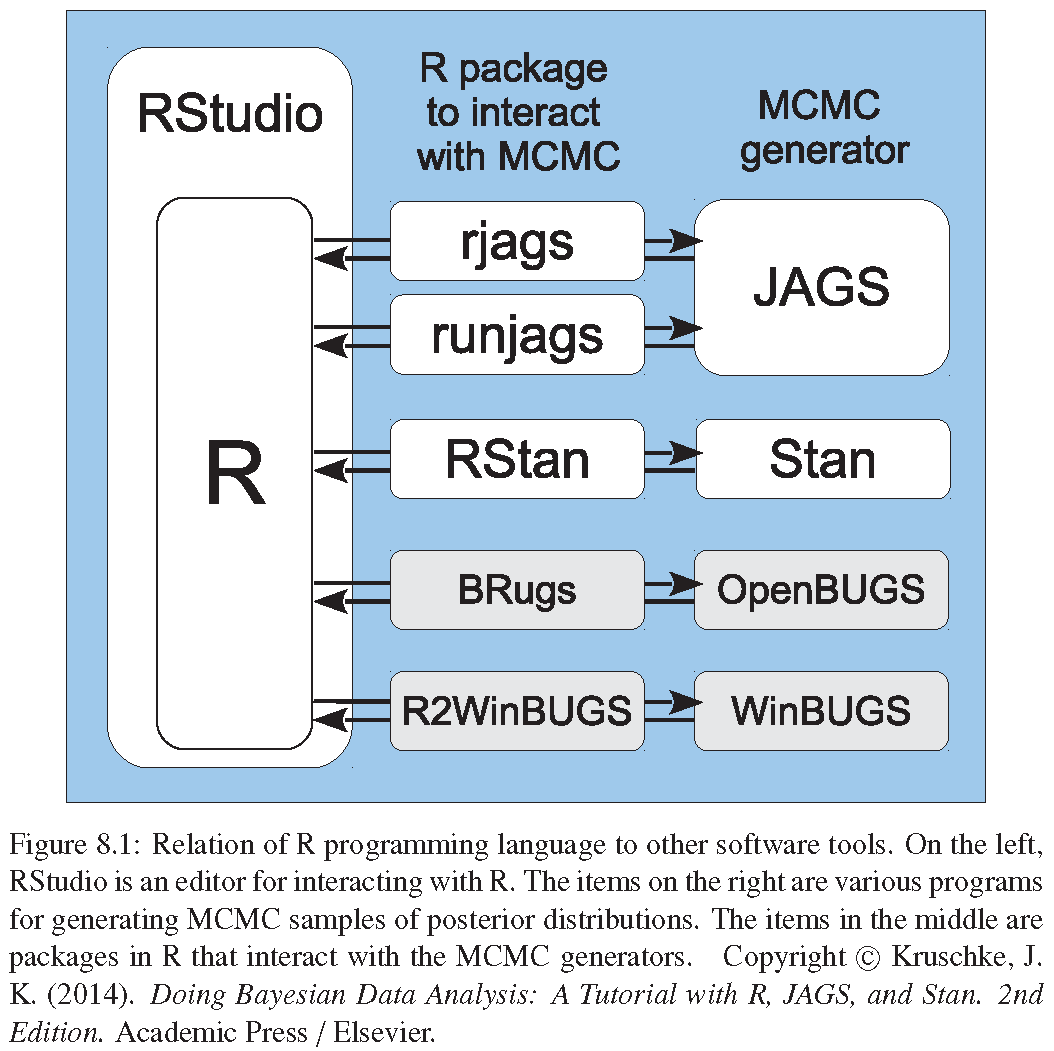 RStudio
R package
to interact
with MCMC
MCMC
generator
R
rjags
JAGS
runjags
RStan
Stan
BRugs
OpenBUGS
R2WinBUGS
WinBUGS
Figure 8.1: Relation of R programming language to other software tools. On the left,
RStudio is an editor for interacting with R. The items on the right are various programs
for generating MCMC samples of posterior distributions. The items in the middle are
packages in R that interact with the MCMC generators. Copyright © Kruschke, J.
K. (2014). Doing Bayesian Data Analysis: A Tutorial with R, JAGS, and Stan. 2nd
Edition. Academic Press / Elsevier.